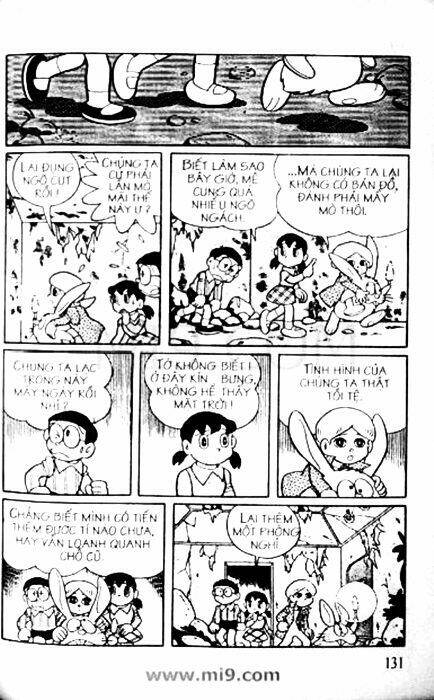 LẠI ĐỤNG
NGÕ CỤT
RỒI!
CHÚNG TA
CỨ PHẢI
LẦN MÒ
MÃI THẾ
NÀY Ư?
BIẾT LÀM SAO
BÂY GIỜ, MÊ
CUNG QUÁ
NHIỀU NGÕ
NGÁCH.
...MÀ CHÚNG TA LẠI
KHÔNG CÓ BẢN ĐỒ,
ĐÀNH PHẢI MÀY
MÒ THÔI.
CHÚNG TA LẠC
TRONG NÀY
MẤY NGÀY RỒI
NHỈ?
TỚ KHÔNG BIẾT!
Ở ĐÂY KÍN BƯNG,
KHÔNG HỀ THẤY
MẶT TRỜI!
TÌNH HÌNH CỦA
CHÚNG TA THẬT
TỒI TỆ.
CHẲNG BIẾT MÌNH CÓ TIẾN
THÊM ĐƯỢC TÍ NÀO CHƯA,
HAY VẪN LOANH QUANH
CHỖ CŨ.
LẠI THÊM
MỘT PHÒNG
NGHỈ.
131
www.mi9.com